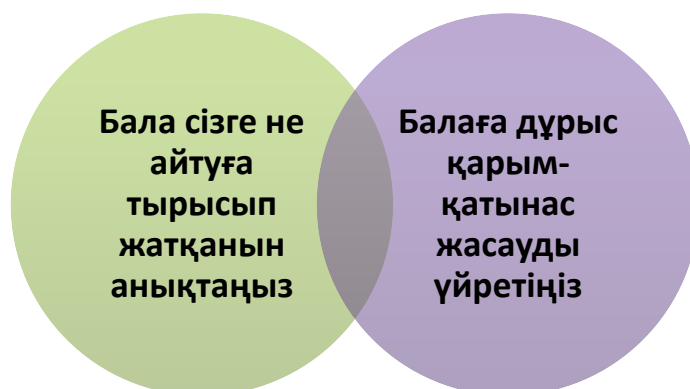 Бала сізге не
айтуға
тырысып
жатқанын
анықтаңыз
Балаға дұрыс
қарым-
қатынас
жасауды
үйретіңіз